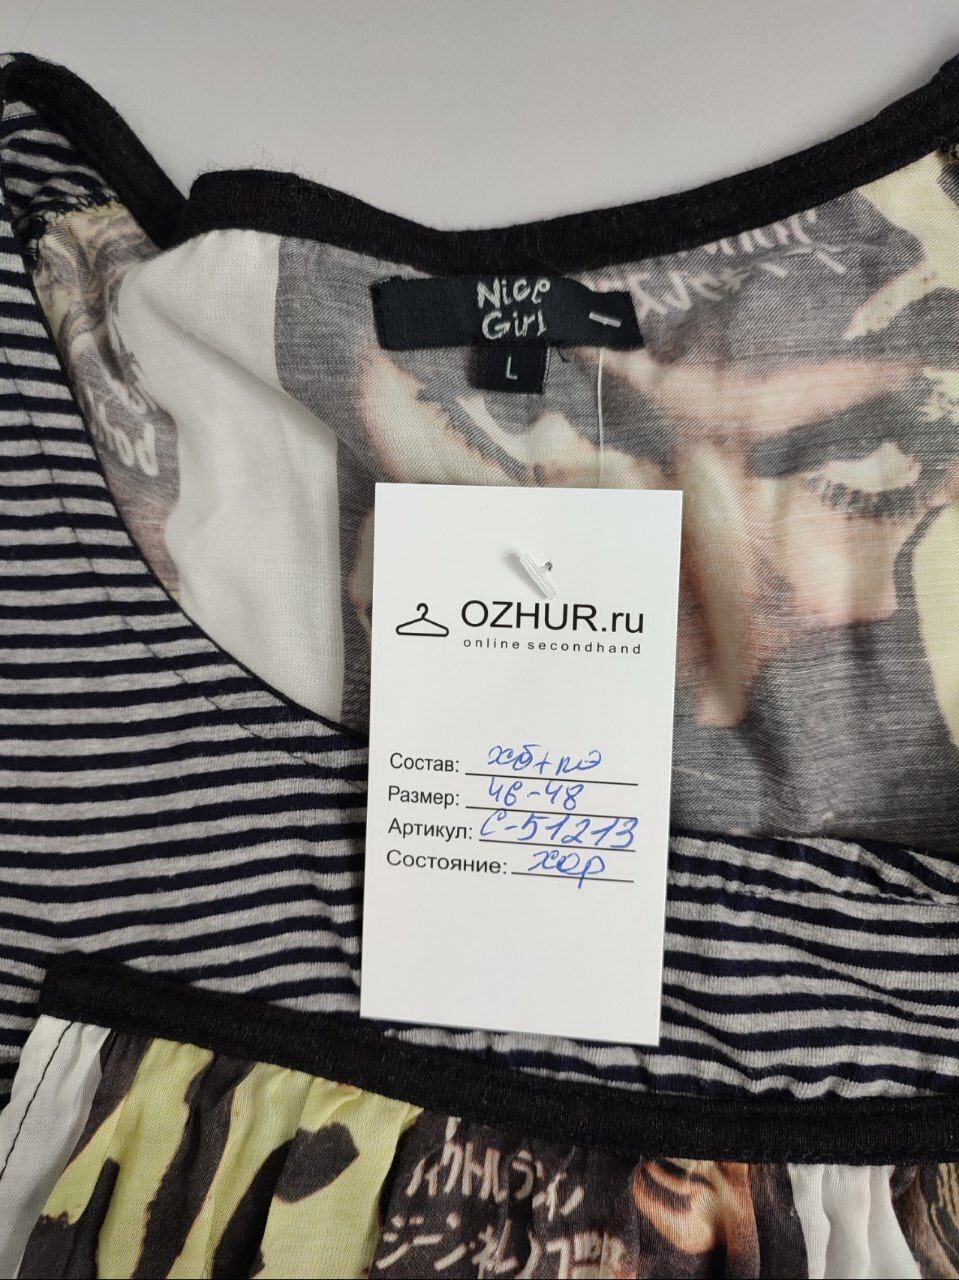 Nice
Girl
L
OZHUR.ru
online secondhand
Состав: хб+пэ
Размер: 46-48
Артикул: С-51213
Состояние: хор